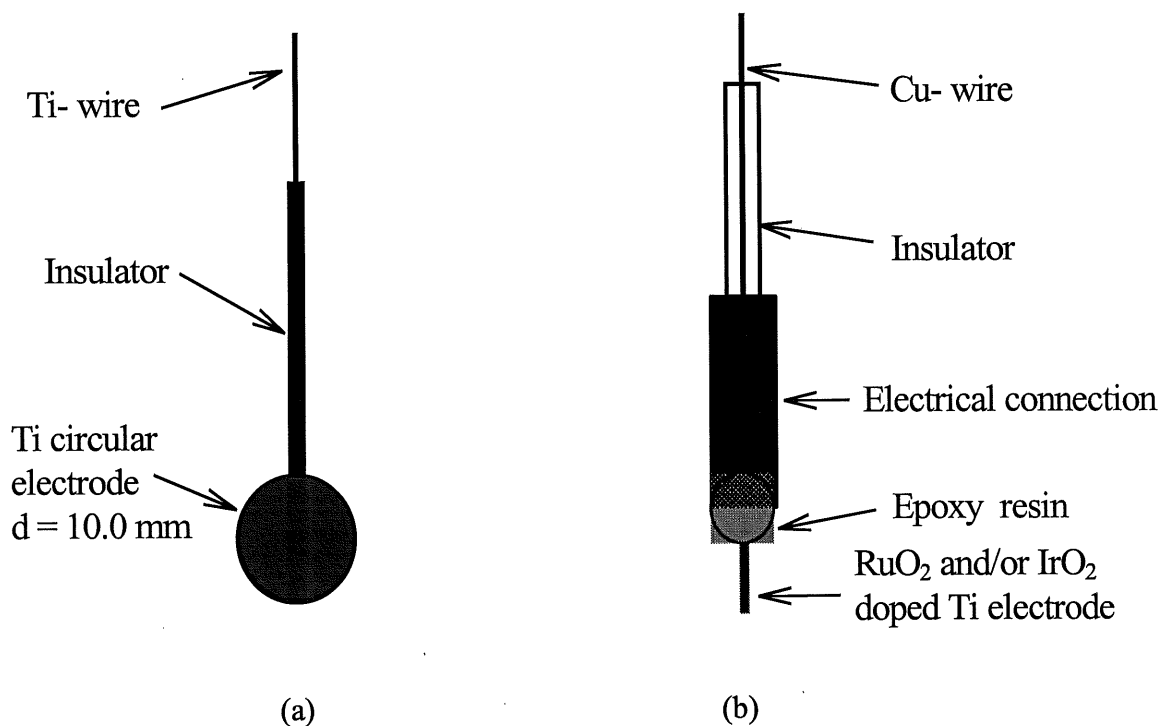 Ti- wire
Insulator
Ti circular
electrode
d = 10.0 mm
(a)
Cu- wire
Insulator
Electrical connection
Epoxy resin
RuO₂ and/or IrO₂
doped Ti electrode
(b)